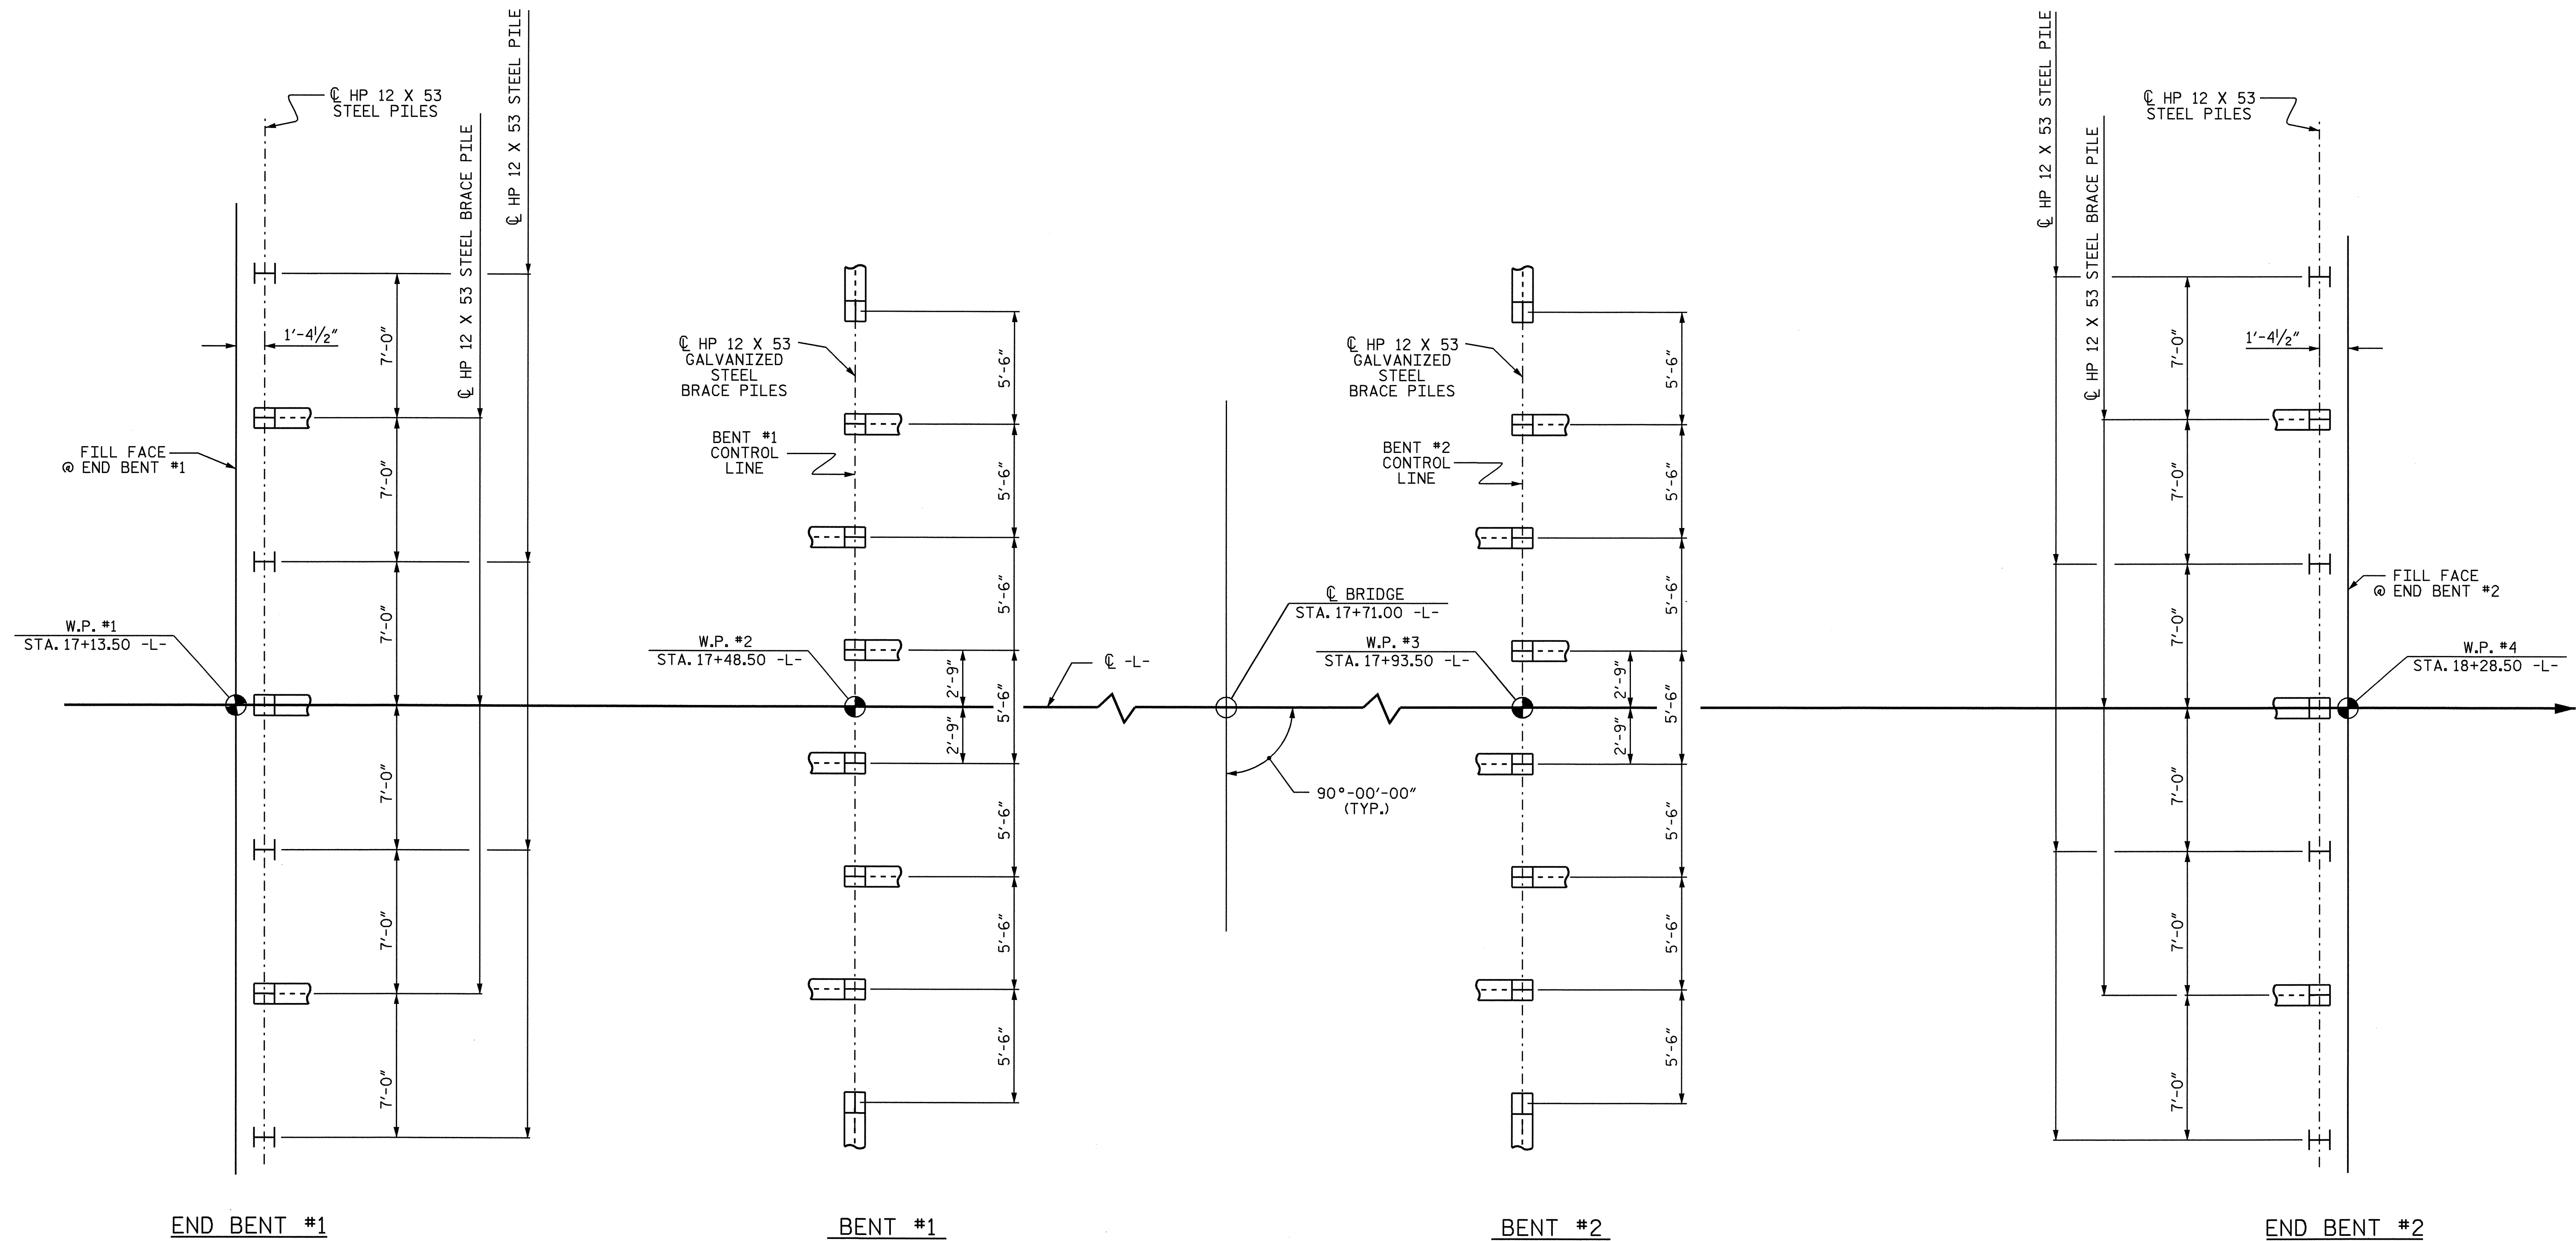 ℄ HP 12 X 53
STEEL PILES
℄ HP 12 X 53 STEEL BRACE PILE
℄ HP 12 X 53 STEEL PILE
1'-4½"
7'-0"
7'-0"
7'-0"
7'-0"
7'-0"
7'-0"
FILL FACE
@ END BENT #1
W.P. #1
STA. 17+13.50 -L-
END BENT #1
℄ HP 12 X 53
GALVANIZED
STEEL
BRACE PILES
BENT #1
CONTROL
LINE
W.P. #2
STA. 17+48.50 -L-
5'-6"
5'-6"
5'-6"
5'-6"
5'-6"
5'-6"
5'-6"
2'-9"
2'-9"
BENT #1
℄ -L-
℄ BRIDGE
STA. 17+71.00 -L-
90°-00'-00"
(TYP.)
℄ HP 12 X 53
GALVANIZED
STEEL
BRACE PILES
BENT #2
CONTROL
LINE
W.P. #3
STA. 17+93.50 -L-
5'-6"
5'-6"
5'-6"
5'-6"
5'-6"
5'-6"
5'-6"
2'-9"
2'-9"
BENT #2
℄ HP 12 X 53 STEEL PILE
℄ HP 12 X 53 STEEL BRACE PILE
℄ HP 12 X 53
STEEL PILES
1'-4½"
7'-0"
7'-0"
7'-0"
7'-0"
7'-0"
7'-0"
FILL FACE
@ END BENT #2
W.P. #4
STA. 18+28.50 -L-
END BENT #2